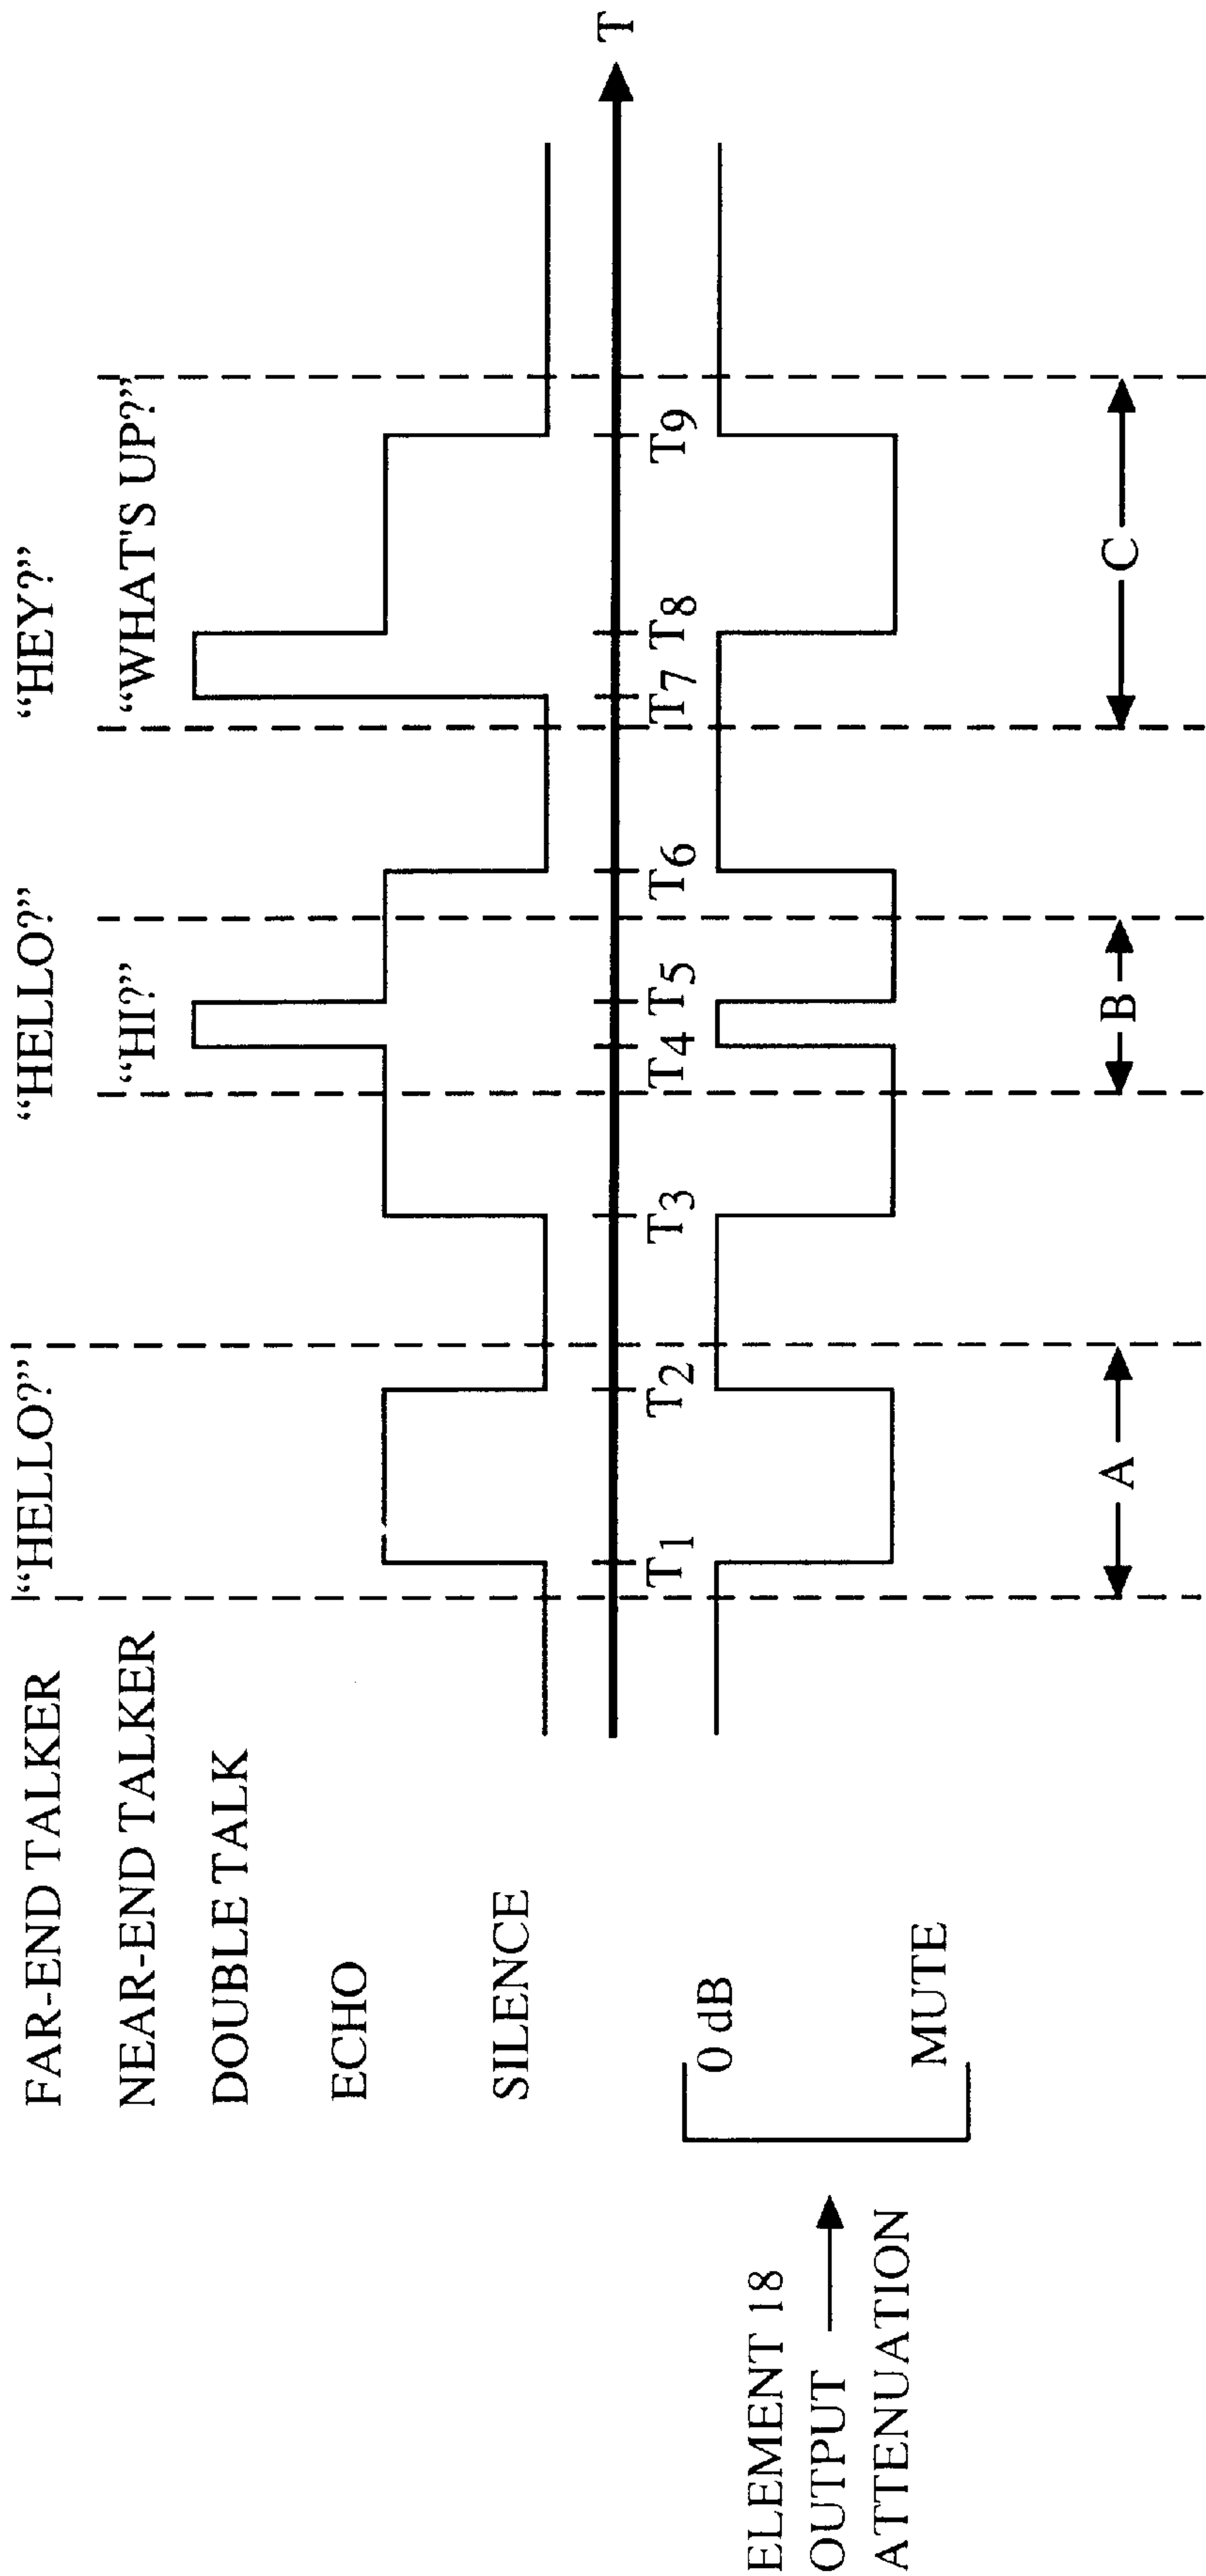 FAR-END TALKER “HELLO?” “HELLO?” “HEY?”
NEAR-END TALKER “HI?” “WHAT'S UP?”
DOUBLE TALK
ECHO
SILENCE
T
T1 T2 T3 T4 T5 T6 T7 T8 T9
0 dB
MUTE
ELEMENT 18
OUTPUT
ATTENUATION
A B C